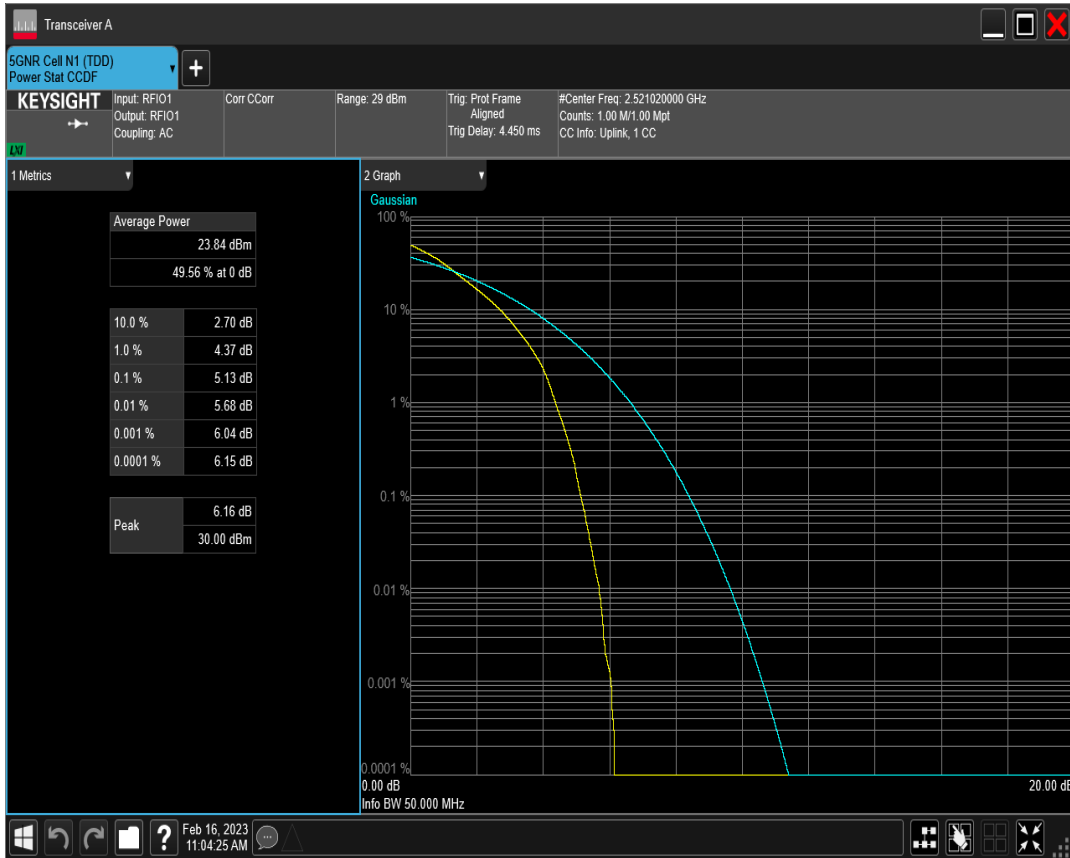 Transceiver A
5GNR Cell N1 (TDD)
Power Stat CCDF
+
KEYSIGHT
LXI
Input: RFIO1
Output: RFIO1
Coupling: AC
Corr CCorr
Range: 29 dBm
Trig: Prot Frame
Aligned
Trig Delay: 4.450 ms
#Center Freq: 2.521020000 GHz
Counts: 1.00 M/1.00 Mpt
CC Info: Uplink, 1 CC
1 Metrics
Average Power
23.84 dBm
49.56 % at 0 dB
10.0 % 2.70 dB
1.0 % 4.37 dB
0.1 % 5.13 dB
0.01 % 5.68 dB
0.001 % 6.04 dB
0.0001 % 6.15 dB
Peak
6.16 dB
30.00 dBm
2 Graph
Gaussian
100 %
10 %
1 %
0.1 %
0.01 %
0.001 %
0.0001 %
0.00 dB
20.00 dB
Info BW 50.000 MHz
?
Feb 16, 2023
11:04:25 AM